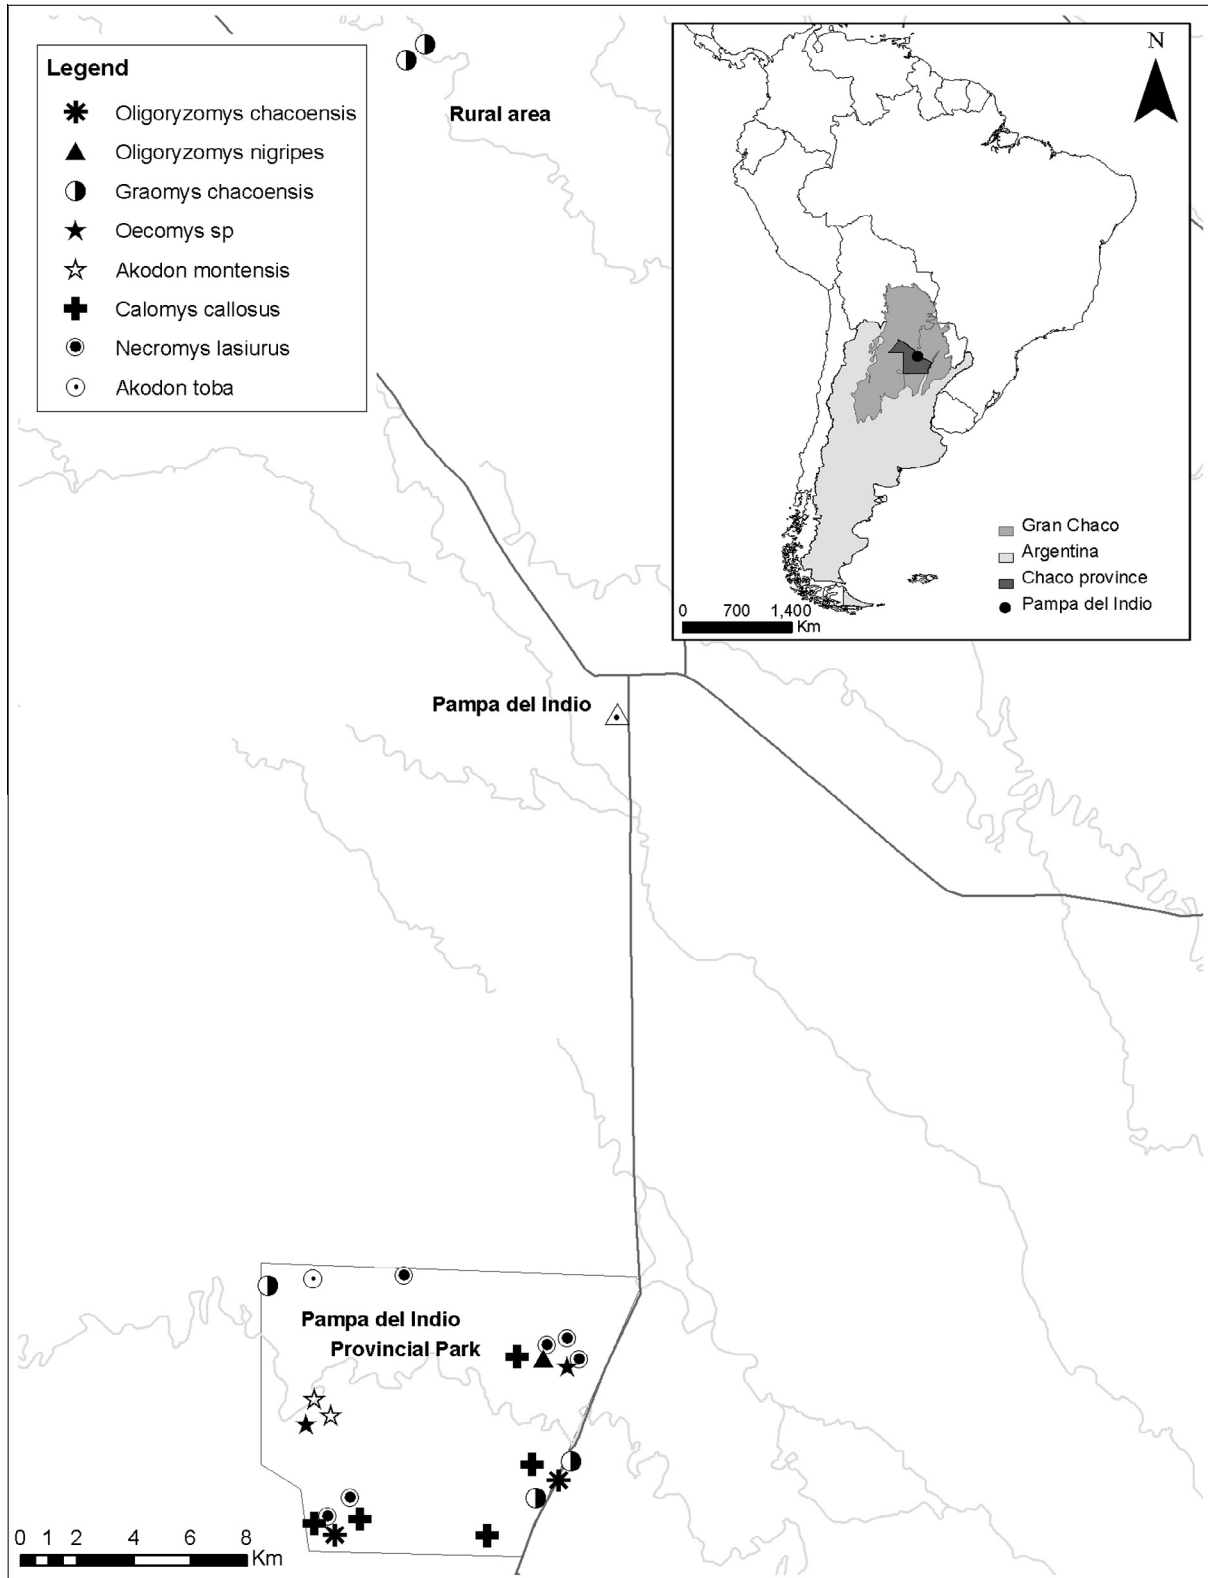 Legend
Oligoryzomys chacoensis
Oligoryzomys nigripes
Graomys chacoensis
Oecomys sp
Akodon montensis
Calomys callosus
Necromys lasiurus
Akodon toba
Rural area
N
Gran Chaco
Argentina
Chaco province
Pampa del Indio
0 700 1,400
Km
Pampa del Indio
Pampa del Indio
Provincial Park
0 1 2 4 6 8
Km